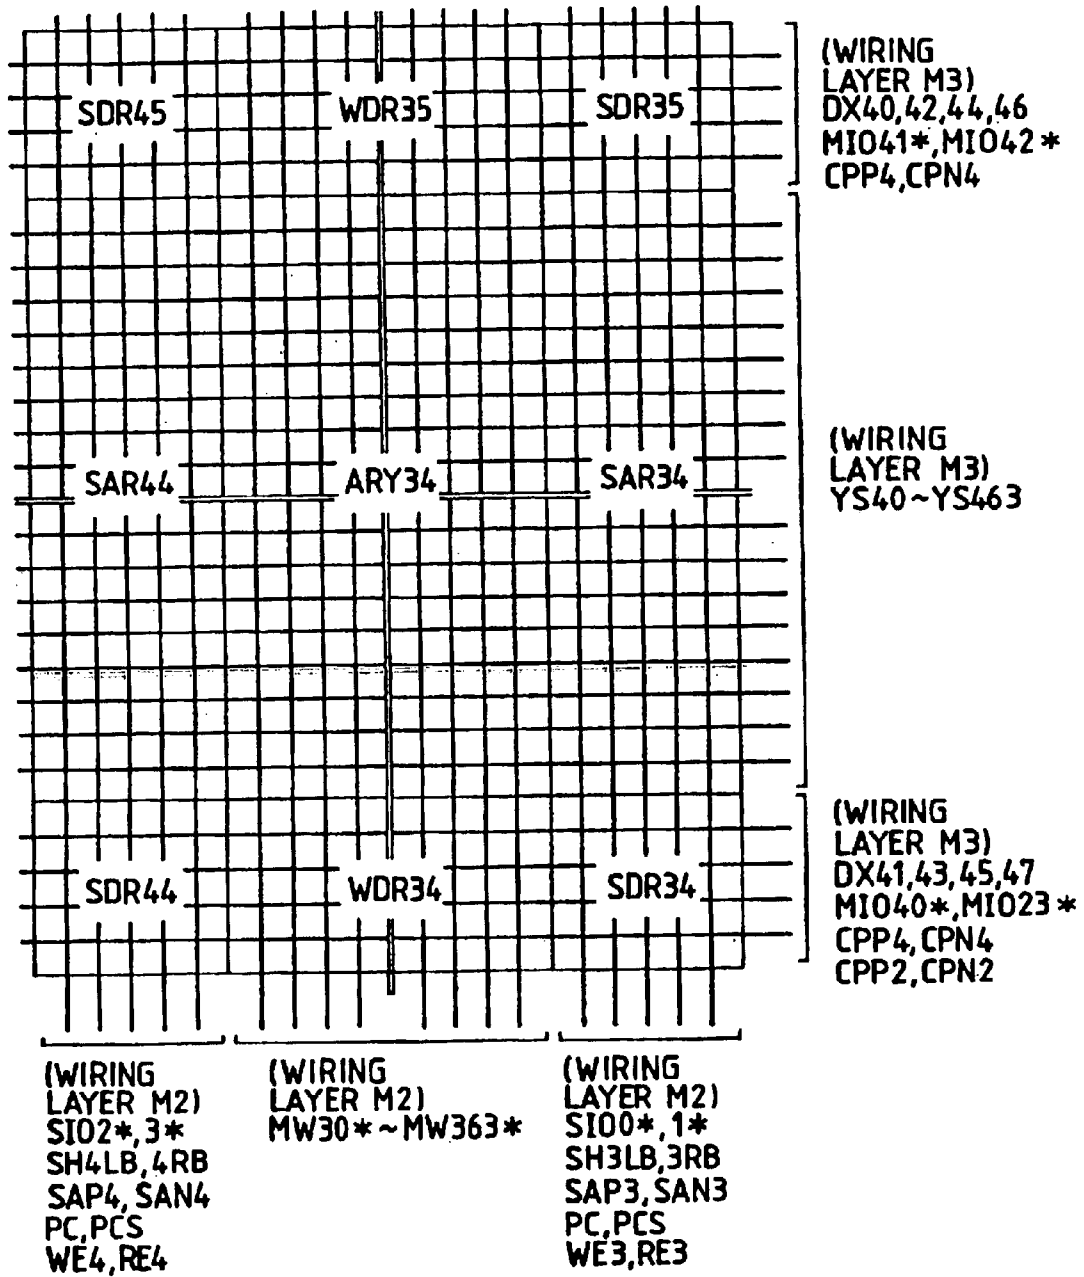 SDR45 WDR35 SDR35
(WIRING
LAYER M3)
DX40,42,44,46
MIO41*,MIO42*
CPP4,CPN4
SAR44 ARY34 SAR34
(WIRING
LAYER M3)
YS40~YS463
SDR44 WDR34 SDR34
(WIRING
LAYER M3)
DX41,43,45,47
MIO40*,MIO23*
CPP4,CPN4
CPP2,CPN2
(WIRING
LAYER M2)
SIO2*,3*
SH4LB,4RB
SAP4,SAN4
PC,PCS
WE4,RE4
(WIRING
LAYER M2)
MW30*~MW363*
(WIRING
LAYER M2)
SIO0*,1*
SH3LB,3RB
SAP3,SAN3
PC,PCS
WE3,RE3